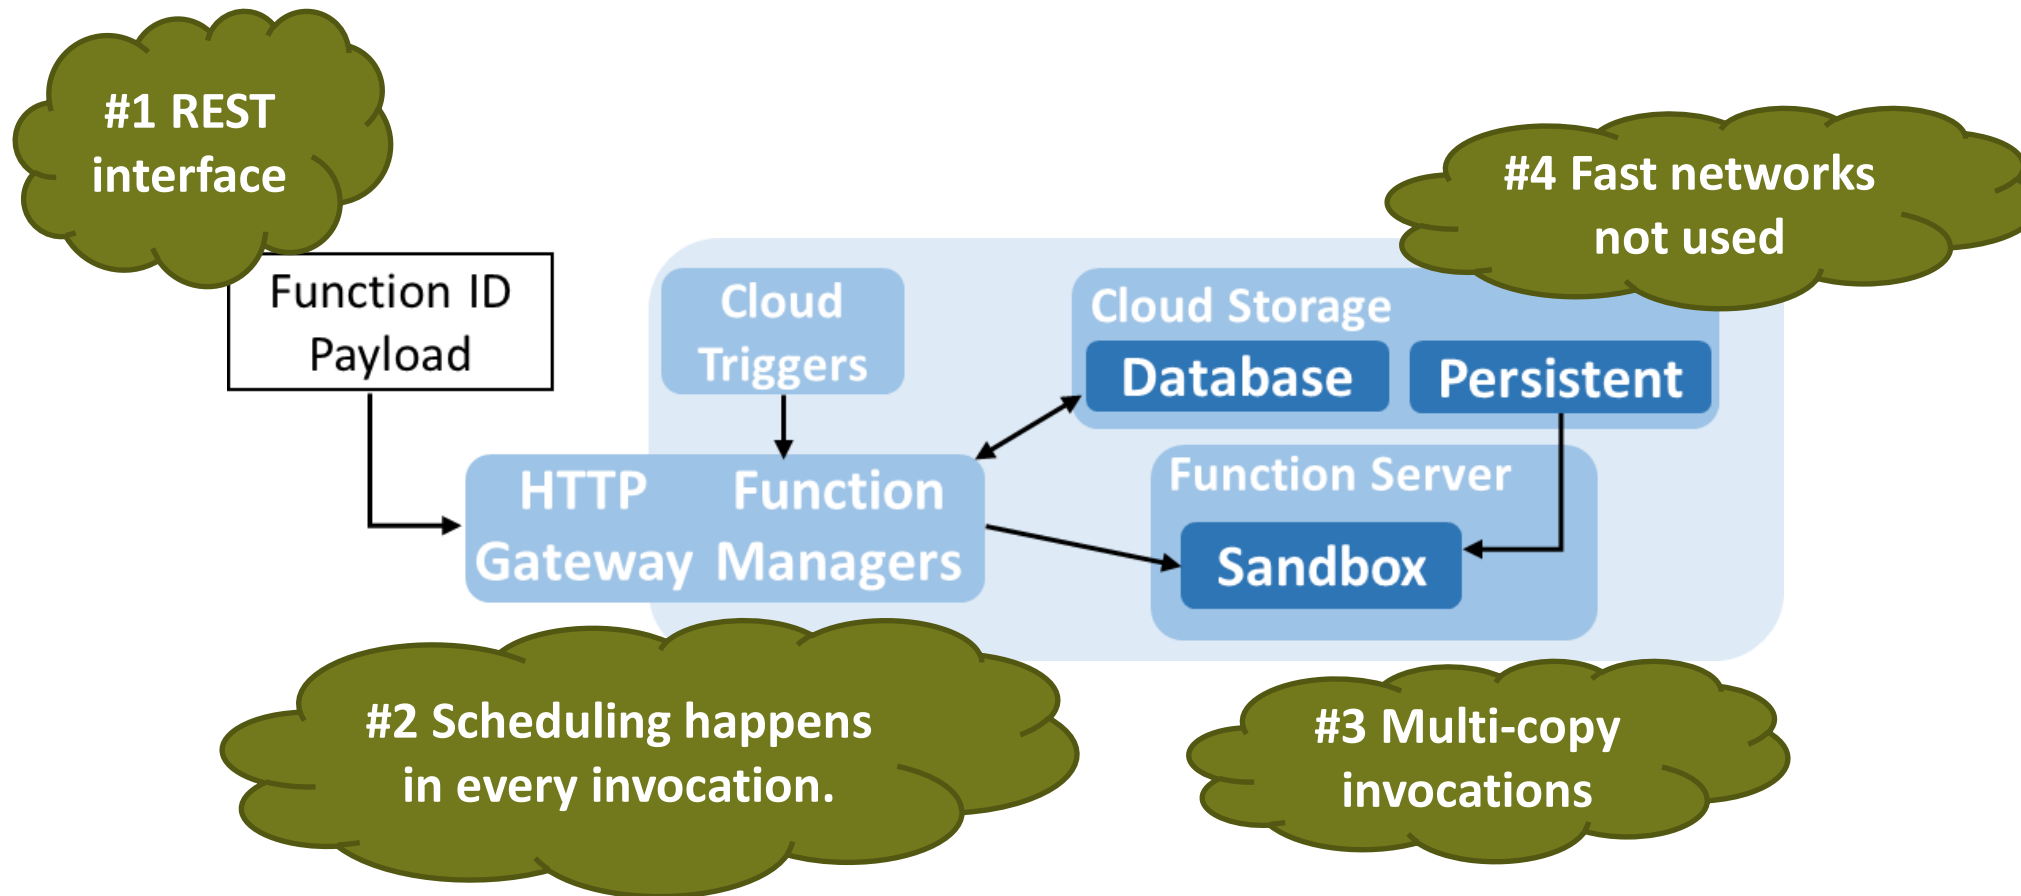 #1 REST
interface
#4 Fast networks
not used
Function ID
Payload
Cloud
Triggers
Cloud Storage
Database
Persistent
HTTP
Gateway
Function
Managers
Function Server
Sandbox
#2 Scheduling happens
in every invocation.
#3 Multi-copy
invocations